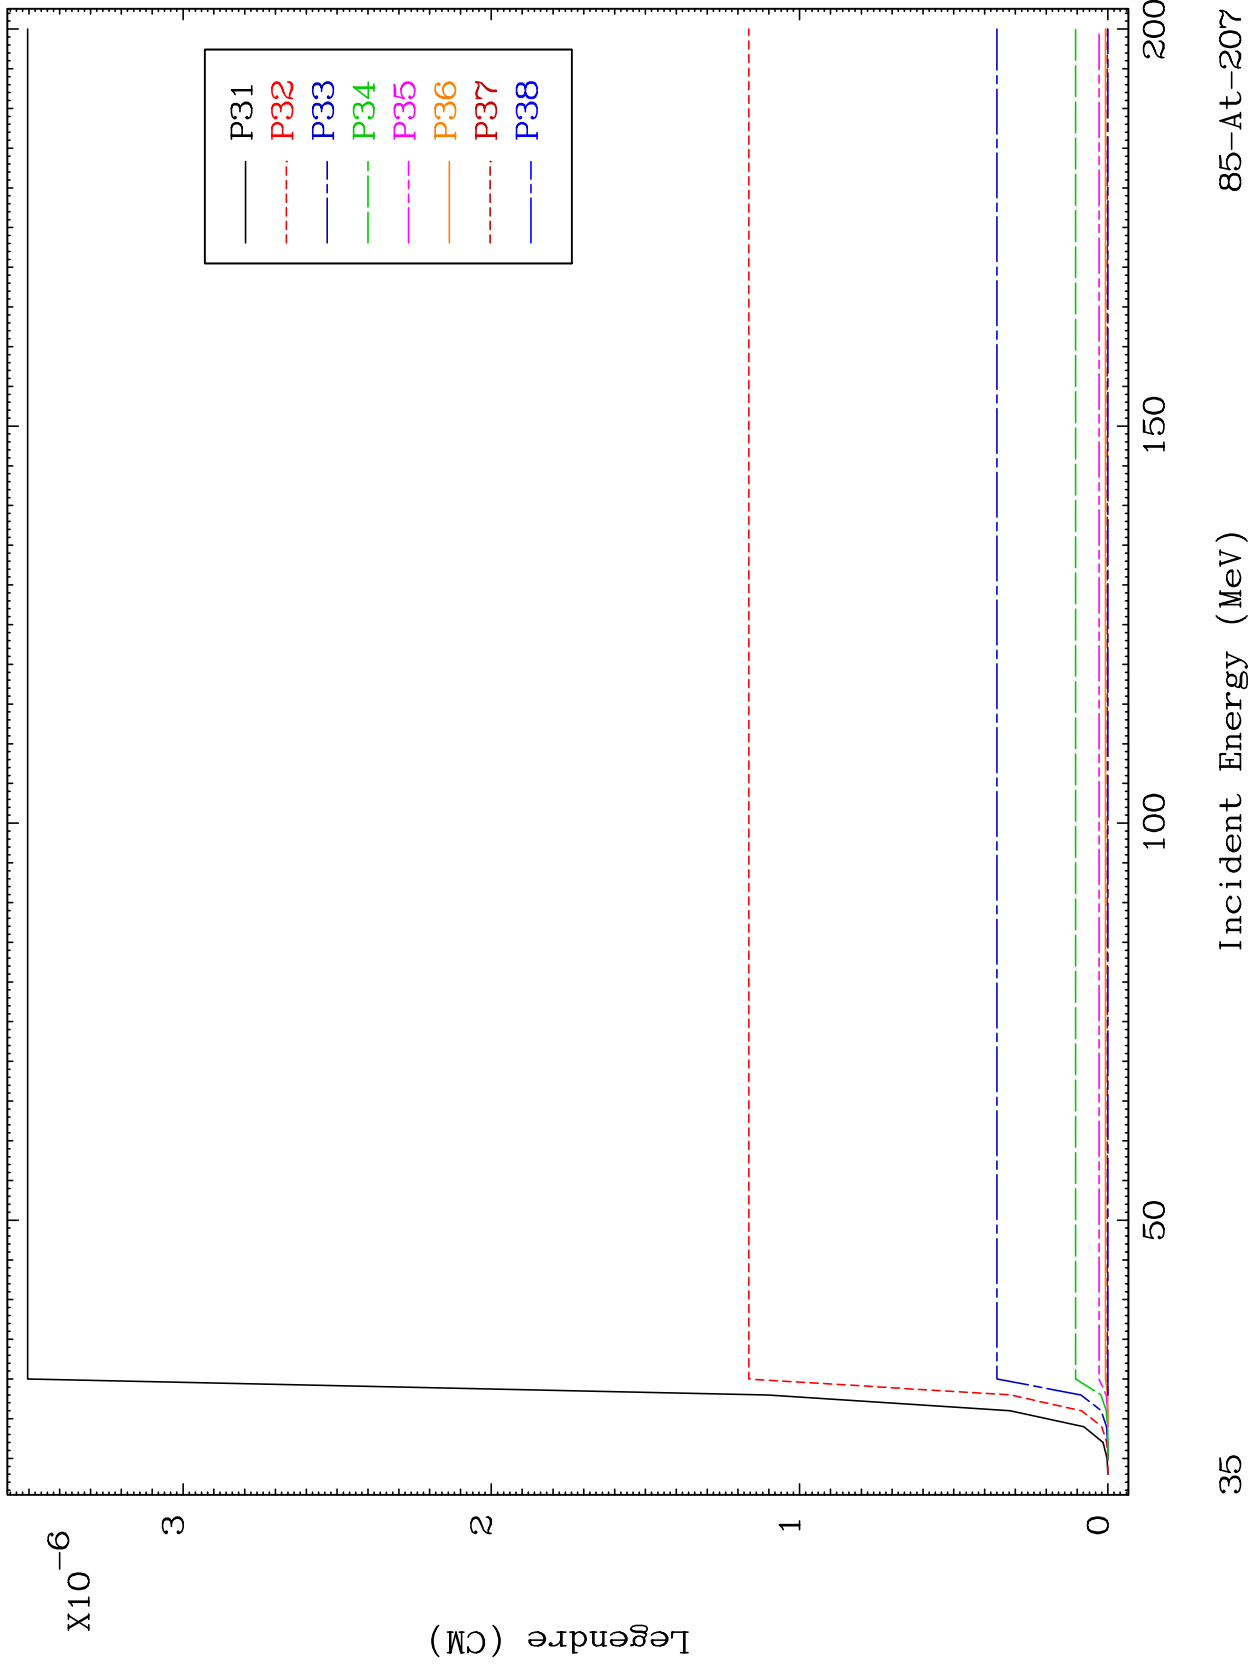 X10-6
Legendre (CM)
3
2
1
0
P31
P32
P33
P34
P35
P36
P37
P38
50
100
150
200
Incident Energy (MeV)
35
85-At-207